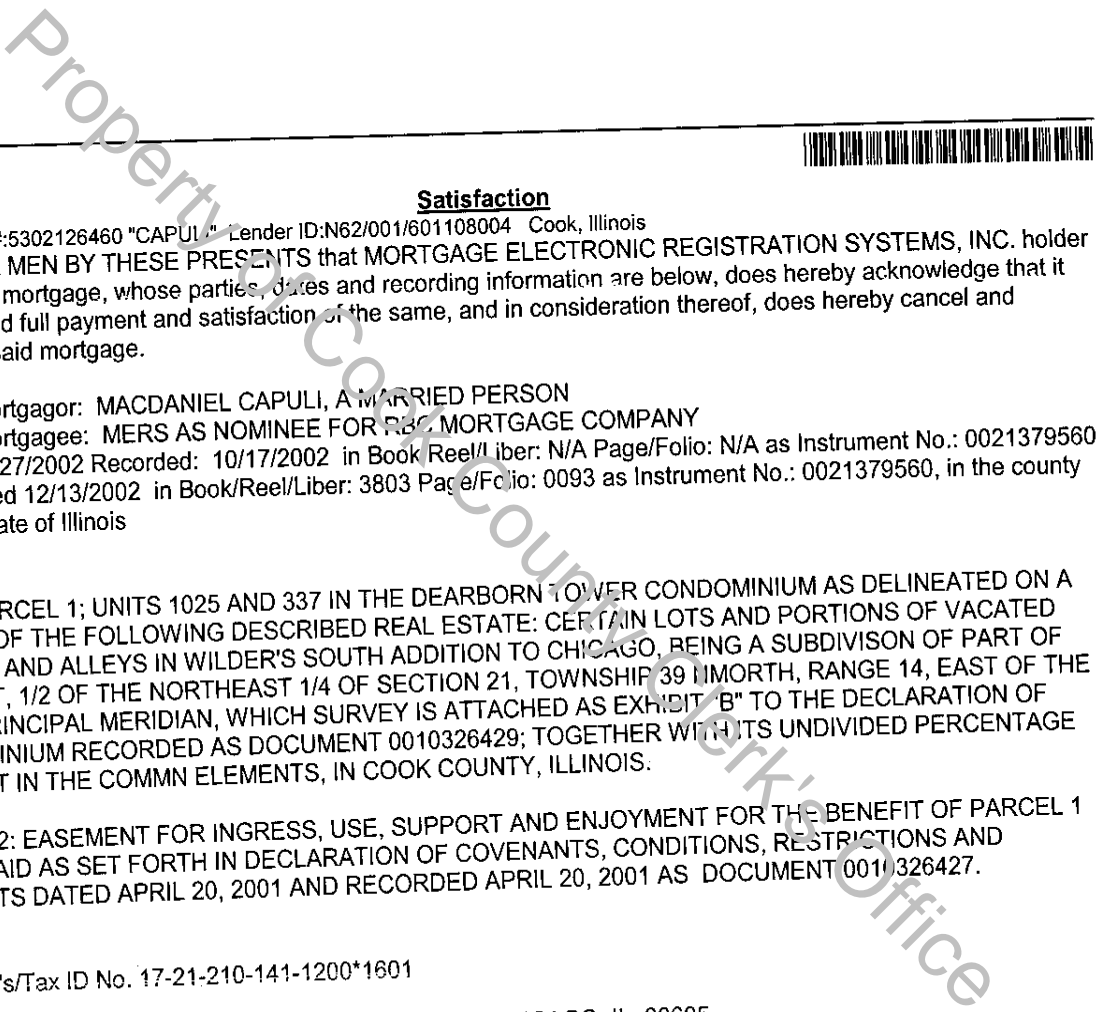 Property of Cook County Clerk's Office
Satisfaction
#:5302126460 "CAPULI" Lender ID:N62/001/601108004 Cook, Illinois
MEN BY THESE PRESENTS that MORTGAGE ELECTRONIC REGISTRATION SYSTEMS, INC. holder
mortgage, whose parties, dates and recording information are below, does hereby acknowledge that it
d full payment and satisfaction of the same, and in consideration thereof, does hereby cancel and
aid mortgage.
rtgagor: MACDANIEL CAPULI, A MARRIED PERSON
rtgagee: MERS AS NOMINEE FOR RBC MORTGAGE COMPANY
27/2002 Recorded: 10/17/2002 in Book/Reel/Liber: N/A Page/Folio: N/A as Instrument No.: 0021379560
ed 12/13/2002 in Book/Reel/Liber: 3803 Page/Folio: 0093 as Instrument No.: 0021379560, in the county
ate of Illinois
RCEL 1; UNITS 1025 AND 337 IN THE DEARBORN TOWER CONDOMINIUM AS DELINEATED ON A
OF THE FOLLOWING DESCRIBED REAL ESTATE: CERTAIN LOTS AND PORTIONS OF VACATED
AND ALLEYS IN WILDER'S SOUTH ADDITION TO CHICAGO, BEING A SUBDIVISON OF PART OF
, 1/2 OF THE NORTHEAST 1/4 OF SECTION 21, TOWNSHIP 39 NMORTH, RANGE 14, EAST OF THE
RINCIPAL MERIDIAN, WHICH SURVEY IS ATTACHED AS EXHIBIT "B" TO THE DECLARATION OF
INIUM RECORDED AS DOCUMENT 0010326429; TOGETHER WITH ITS UNDIVIDED PERCENTAGE
T IN THE COMMN ELEMENTS, IN COOK COUNTY, ILLINOIS.
2: EASEMENT FOR INGRESS, USE, SUPPORT AND ENJOYMENT FOR THE BENEFIT OF PARCEL 1
AID AS SET FORTH IN DECLARATION OF COVENANTS, CONDITIONS, RESTRICTIONS AND
TS DATED APRIL 20, 2001 AND RECORDED APRIL 20, 2001 AS DOCUMENT 0010326427.
's/Tax ID No. 17-21-210-141-1200*1601